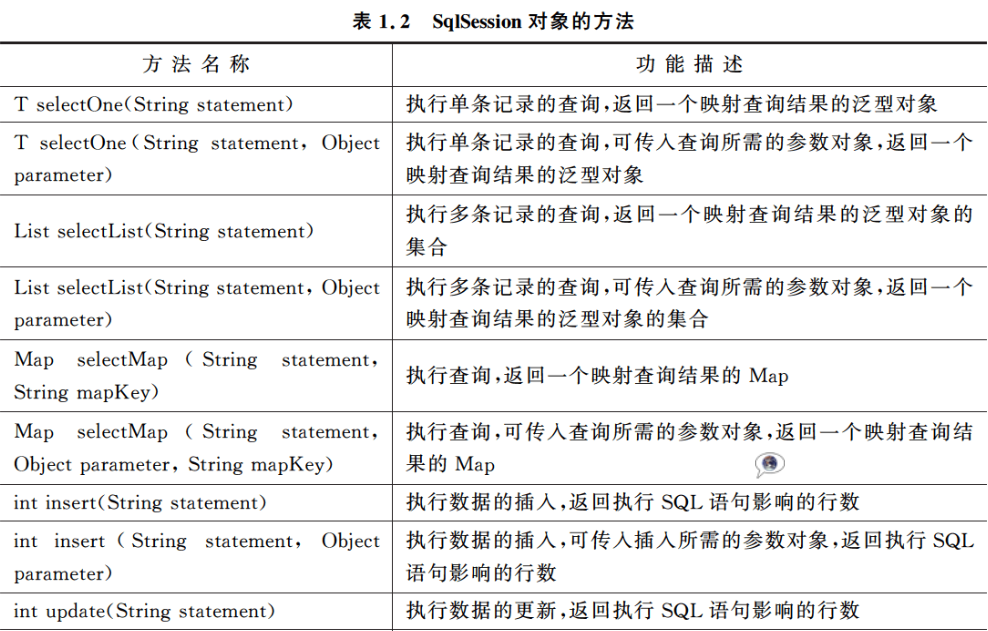 表 1.2 SqlSession 对象的方法
方法名称
功能描述
T selectOne(String statement)
执行单条记录的查询,返回一个映射查询结果的泛型对象
T selectOne(String statement, Object
parameter)
执行单条记录的查询,可传入查询所需的参数对象,返回一个
映射查询结果的泛型对象
List selectList(String statement)
执行多条记录的查询,返回一个映射查询结果的泛型对象的
集合
List selectList(String statement, Object
parameter)
执行多条记录的查询,可传入查询所需的参数对象,返回一个
映射查询结果的泛型对象的集合
Map selectMap (String statement,
String mapKey)
执行查询,返回一个映射查询结果的 Map
Map selectMap (String statement,
Object parameter, String mapKey)
执行查询,可传入查询所需的参数对象,返回一个映射查询结
果的 Map
int insert(String statement)
执行数据的插入,返回执行 SQL 语句影响的行数
int insert (String statement, Object
parameter)
执行数据的插入,可传入插入所需的参数对象,返回执行 SQL
语句影响的行数
int update(String statement)
执行数据的更新,返回执行 SQL 语句影响的行数